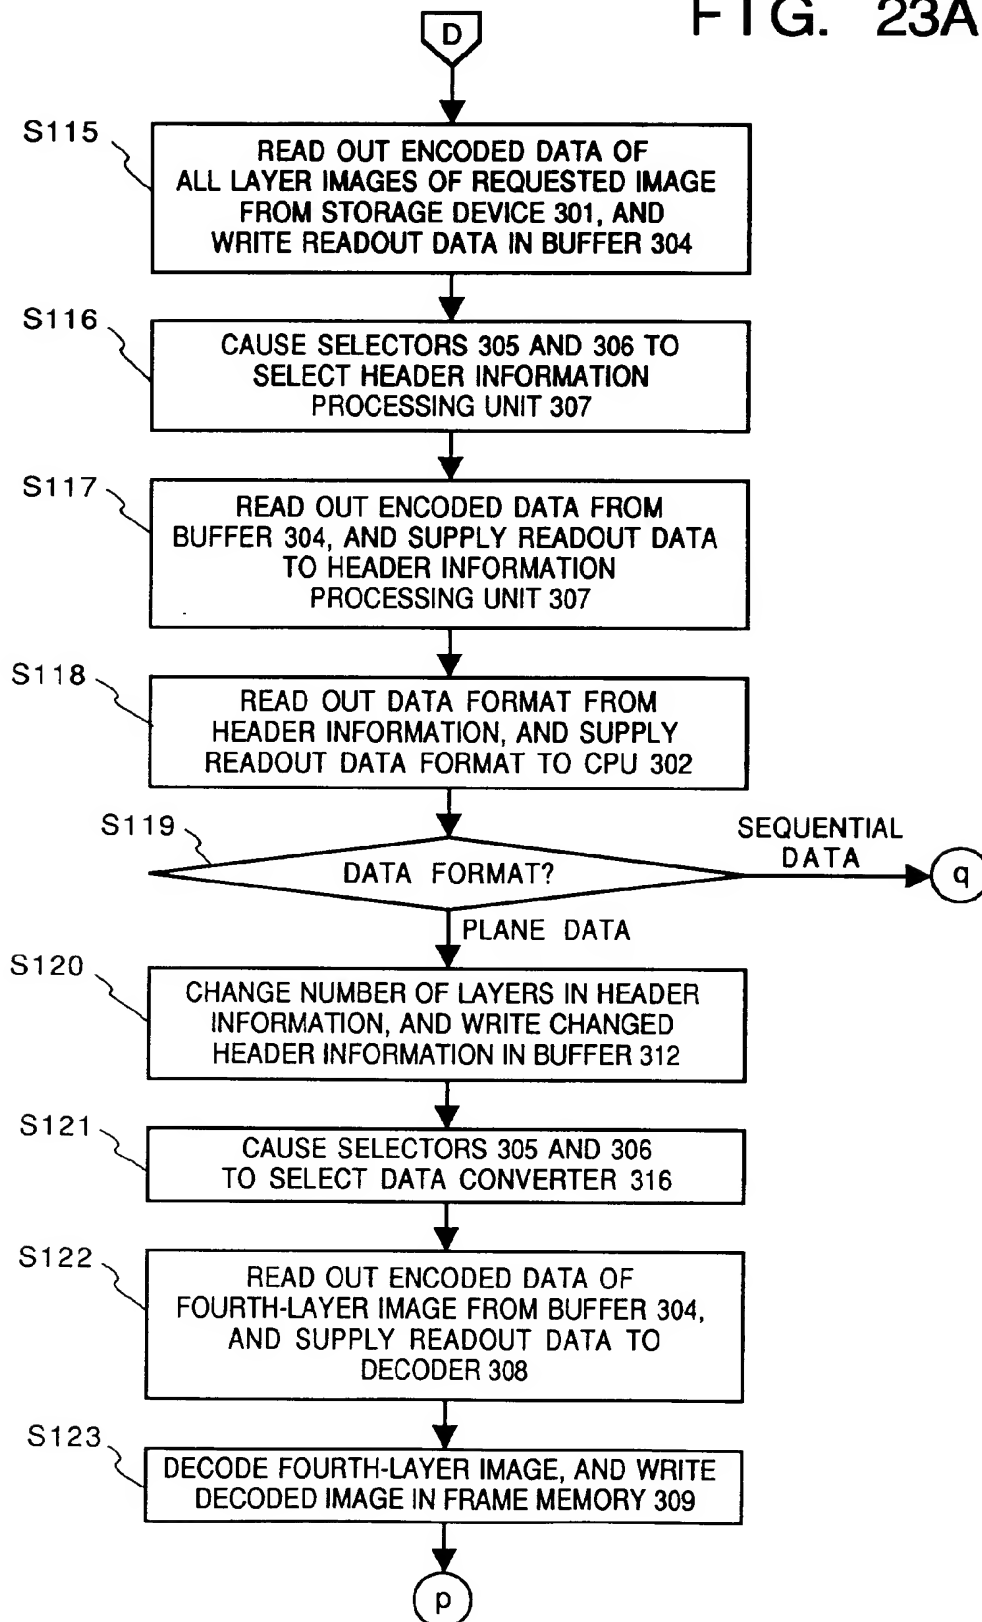 FIG. 23A
D
S115
READ OUT ENCODED DATA OF
ALL LAYER IMAGES OF REQUESTED IMAGE
FROM STORAGE DEVICE 301, AND
WRITE READOUT DATA IN BUFFER 304
S116
CAUSE SELECTORS 305 AND 306 TO
SELECT HEADER INFORMATION
PROCESSING UNIT 307
S117
READ OUT ENCODED DATA FROM
BUFFER 304, AND SUPPLY READOUT DATA
TO HEADER INFORMATION
PROCESSING UNIT 307
S118
READ OUT DATA FORMAT FROM
HEADER INFORMATION, AND SUPPLY
READOUT DATA FORMAT TO CPU 302
S119
DATA FORMAT?
SEQUENTIAL
DATA
q
PLANE DATA
S120
CHANGE NUMBER OF LAYERS IN HEADER
INFORMATION, AND WRITE CHANGED
HEADER INFORMATION IN BUFFER 312
S121
CAUSE SELECTORS 305 AND 306
TO SELECT DATA CONVERTER 316
S122
READ OUT ENCODED DATA OF
FOURTH-LAYER IMAGE FROM BUFFER 304,
AND SUPPLY READOUT DATA TO
DECODER 308
S123
DECODE FOURTH-LAYER IMAGE, AND WRITE
DECODED IMAGE IN FRAME MEMORY 309
p